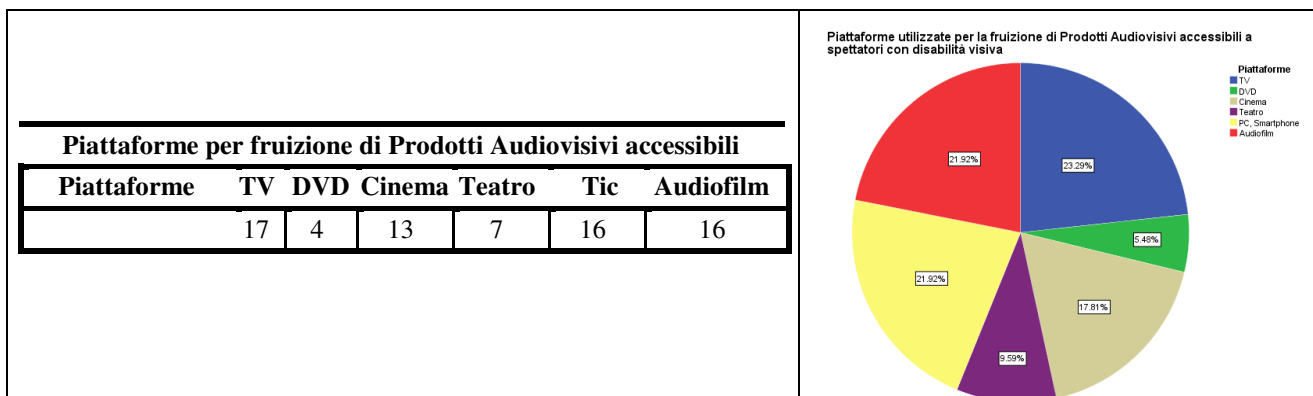 Piattaforme per fruizione di Prodotti Audiovisivi accessibili
Piattaforme TV DVD Cinema Teatro Tic Audiofilm
17 4 13 7 16 16
Piattaforme utilizzate per la fruizione di Prodotti Audiovisivi accessibili a
spettatori con disabilità visiva
Piattaforme
TV
DVD
Cinema
Teatro
PC, Smartphone
Audiofilm
21.92%
23.29%
5.48%
21.92%
17.81%
9.59%